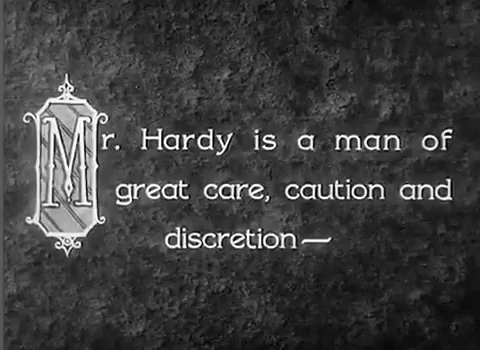 Mr. Hardy is a man of
great care, caution and
discretion—